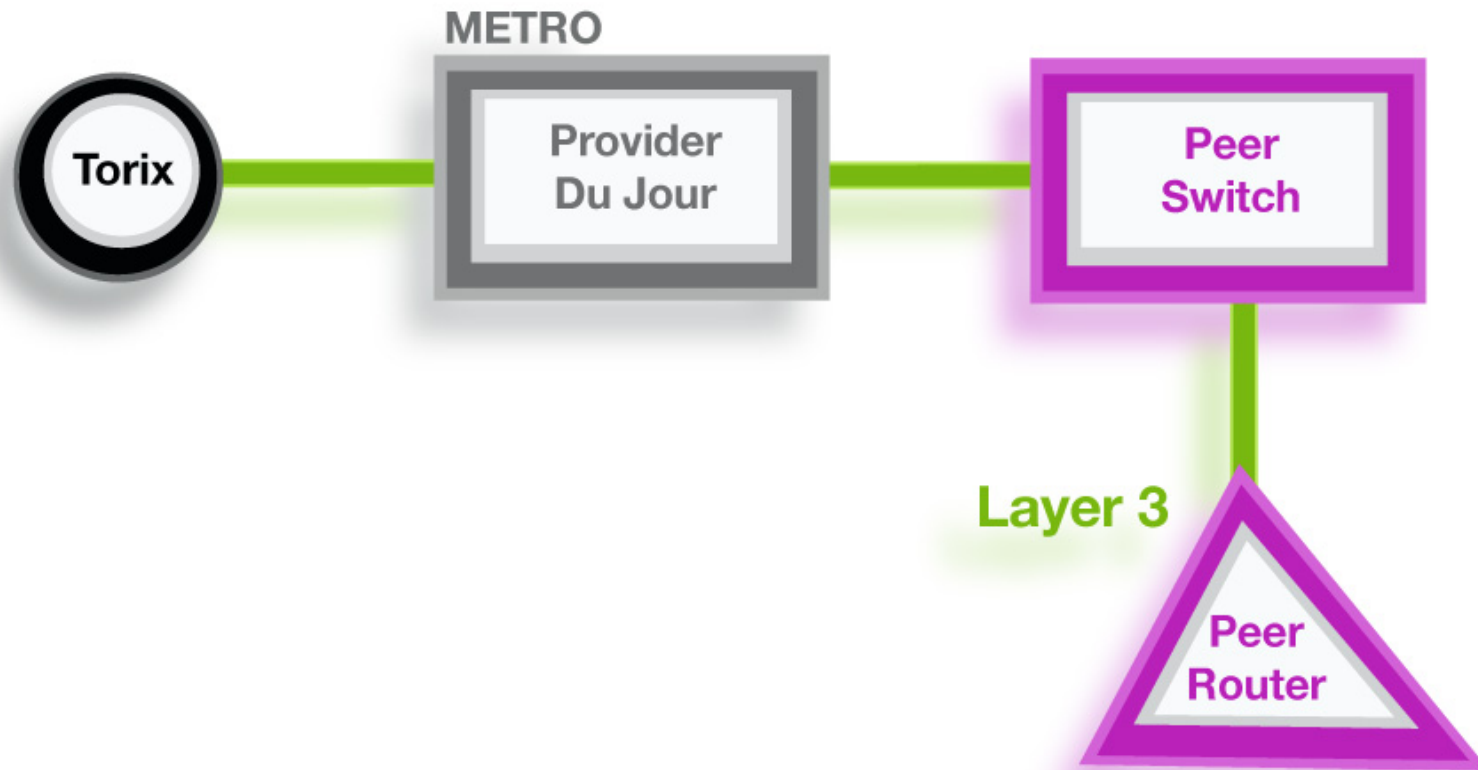 METRO
Torix
Provider
Du Jour
Peer
Switch
Layer 3
Peer
Router